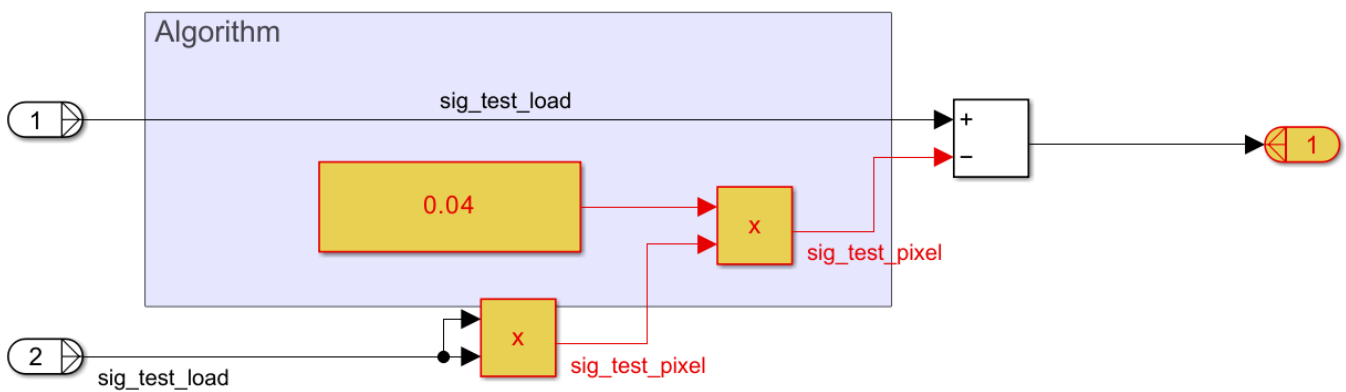 Algorithm
sig_test_load
1
+
−
1
0.04
x
sig_test_pixel
x
2
sig_test_pixel
sig_test_load